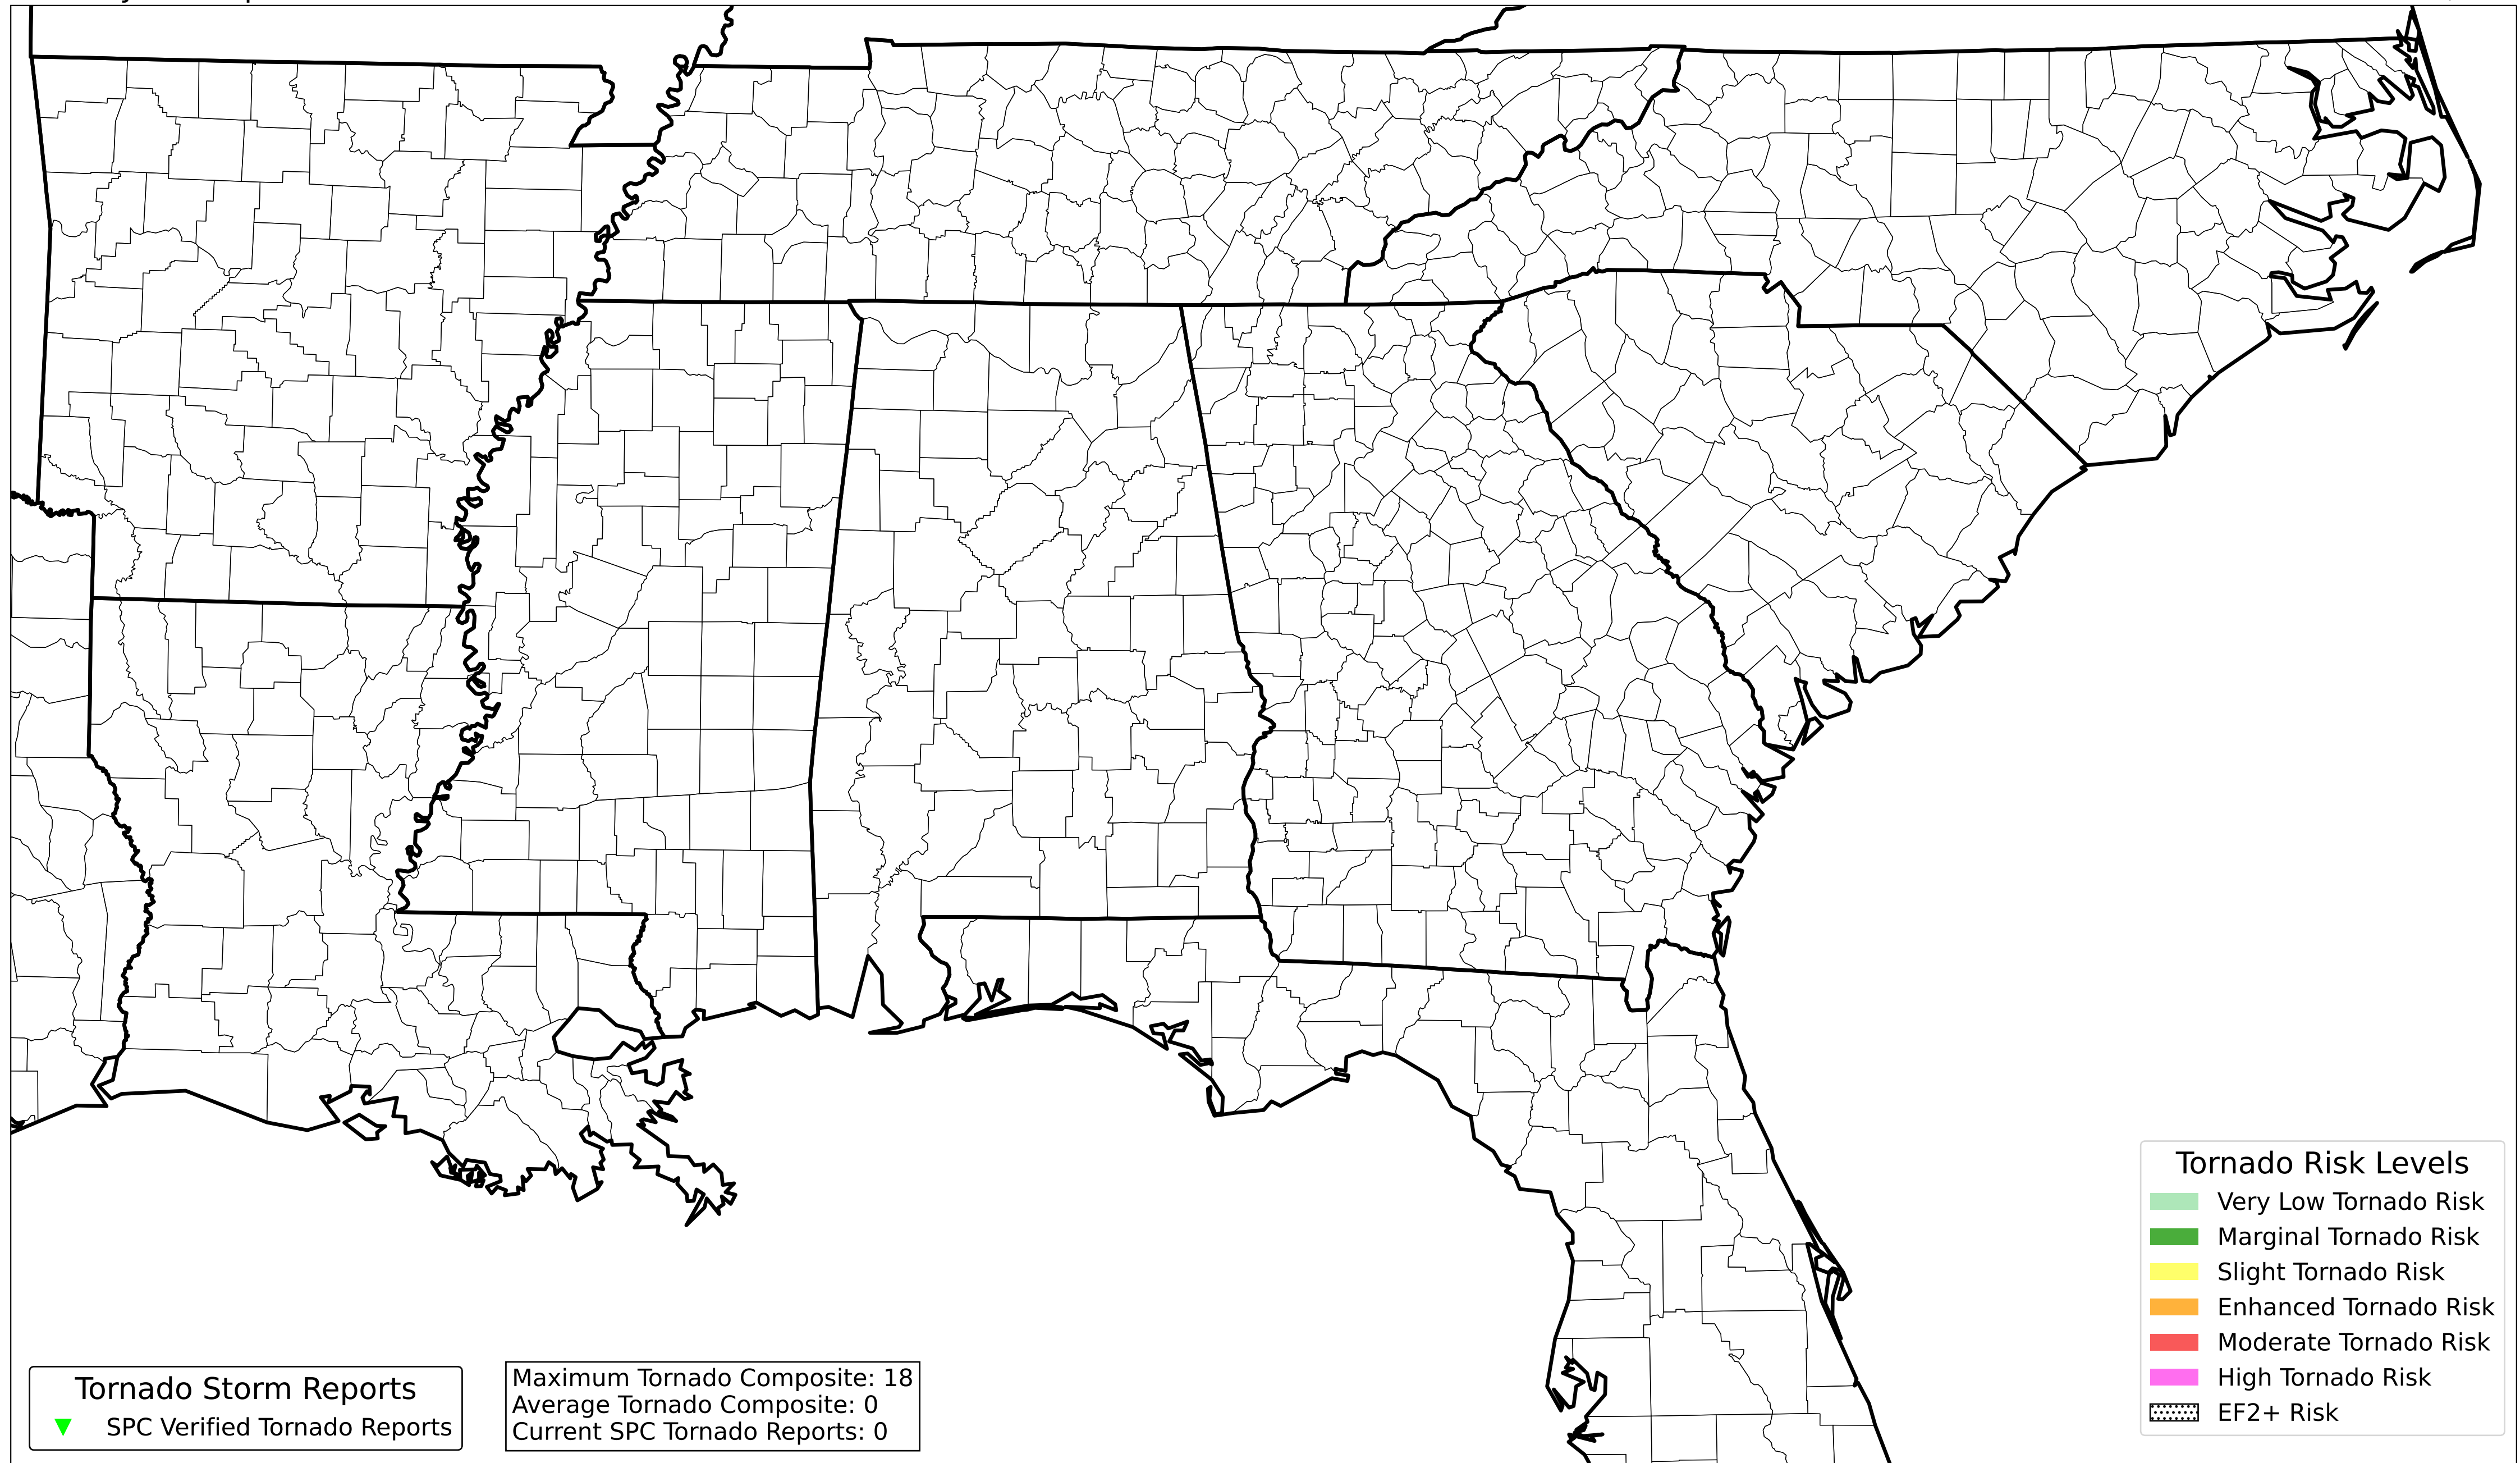 Tornado Risk Levels
Very Low Tornado Risk
Marginal Tornado Risk
Slight Tornado Risk
Enhanced Tornado Risk
Moderate Tornado Risk
High Tornado Risk
EF2+ Risk
Tornado Storm Reports
SPC Verified Tornado Reports
Maximum Tornado Composite: 18
Average Tornado Composite: 0
Current SPC Tornado Reports: 0